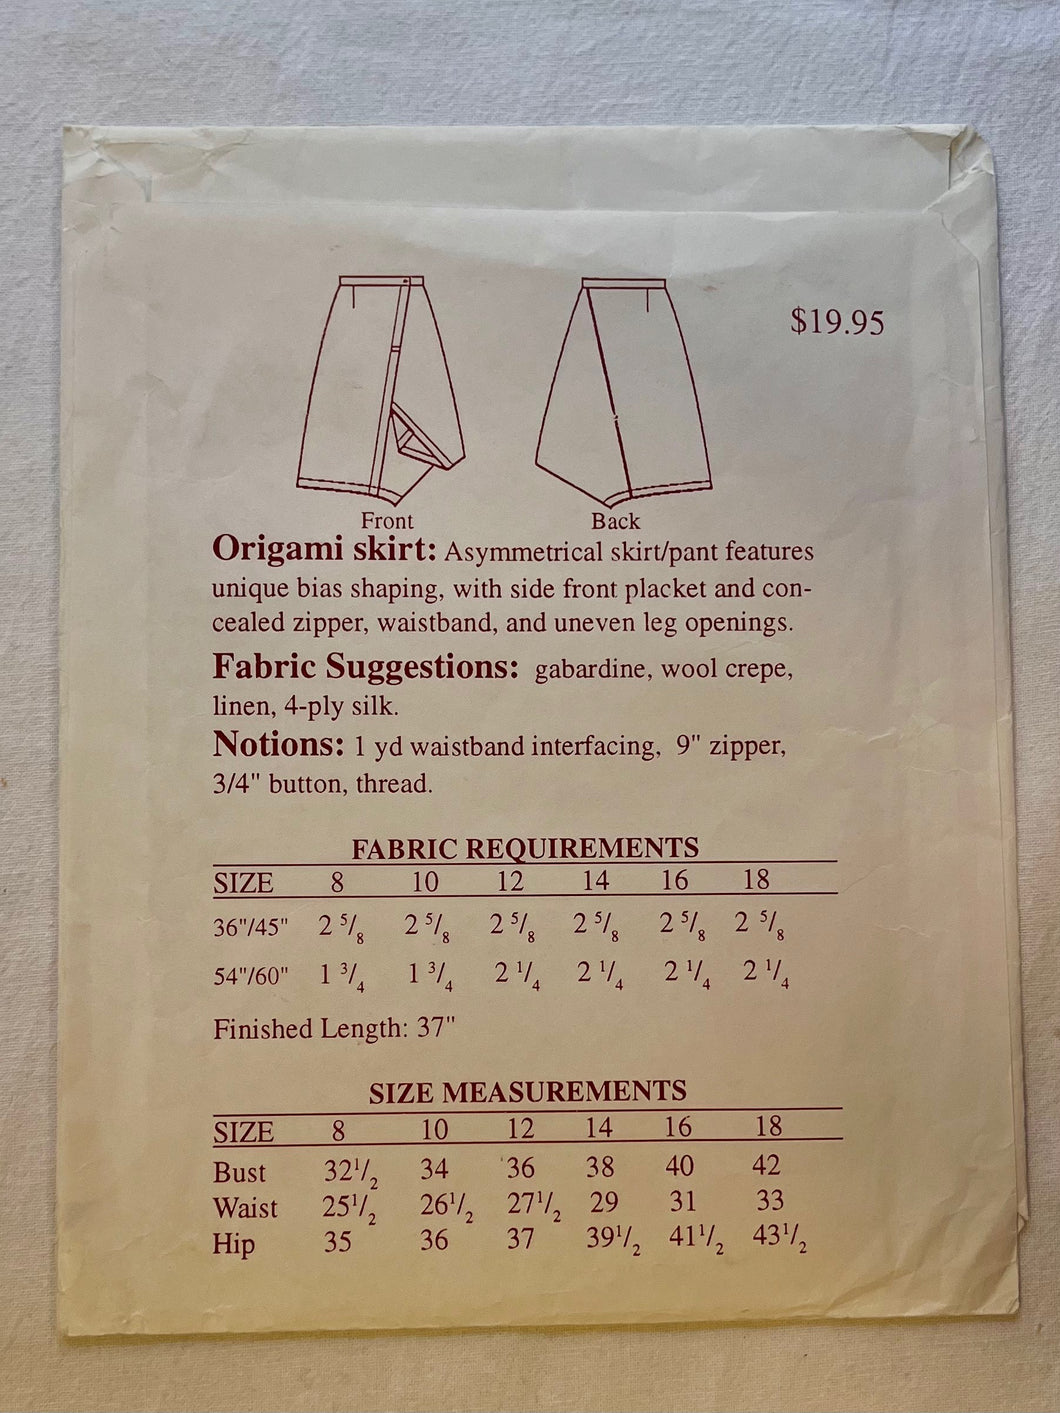 $19.95
Front Back
Origami skirt: Asymmetrical skirt/pant features
unique bias shaping, with side front placket and con-
cealed zipper, waistband, and uneven leg openings.
Fabric Suggestions: gabardine, wool crepe,
linen, 4-ply silk.
Notions: 1 yd waistband interfacing, 9" zipper,
3/4" button, thread.
FABRIC REQUIREMENTS
SIZE 8 10 12 14 16 18
36"/45" 2 5/8 2 5/8 2 5/8 2 5/8 2 5/8 2 5/8
54"/60" 1 3/4 1 3/4 2 1/4 2 1/4 2 1/4 2 1/4
Finished Length: 37"
SIZE MEASUREMENTS
SIZE 8 10 12 14 16 18
Bust 32 1/2 34 36 38 40 42
Waist 25 1/2 26 1/2 27 1/2 29 31 33
Hip 35 36 37 39 1/2 41 1/2 43 1/2